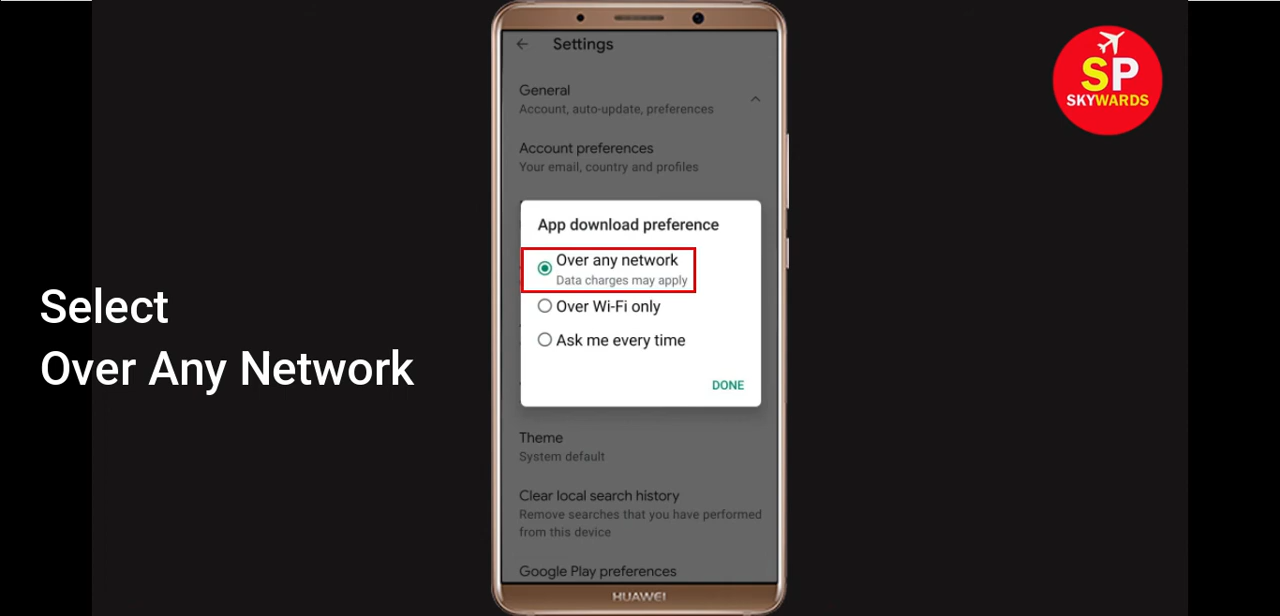 Settings
General
Account, auto-update, preferences
Account preferences
Your email, country and profiles
App download preference
Over any network
Data charges may apply
Over Wi-Fi only
Ask me every time
DONE
Theme
System default
Clear local search history
Remove searches that you have performed
from this device
Google Play preferences
HUAWEI
Select
Over Any Network
SP
SKYWARDS